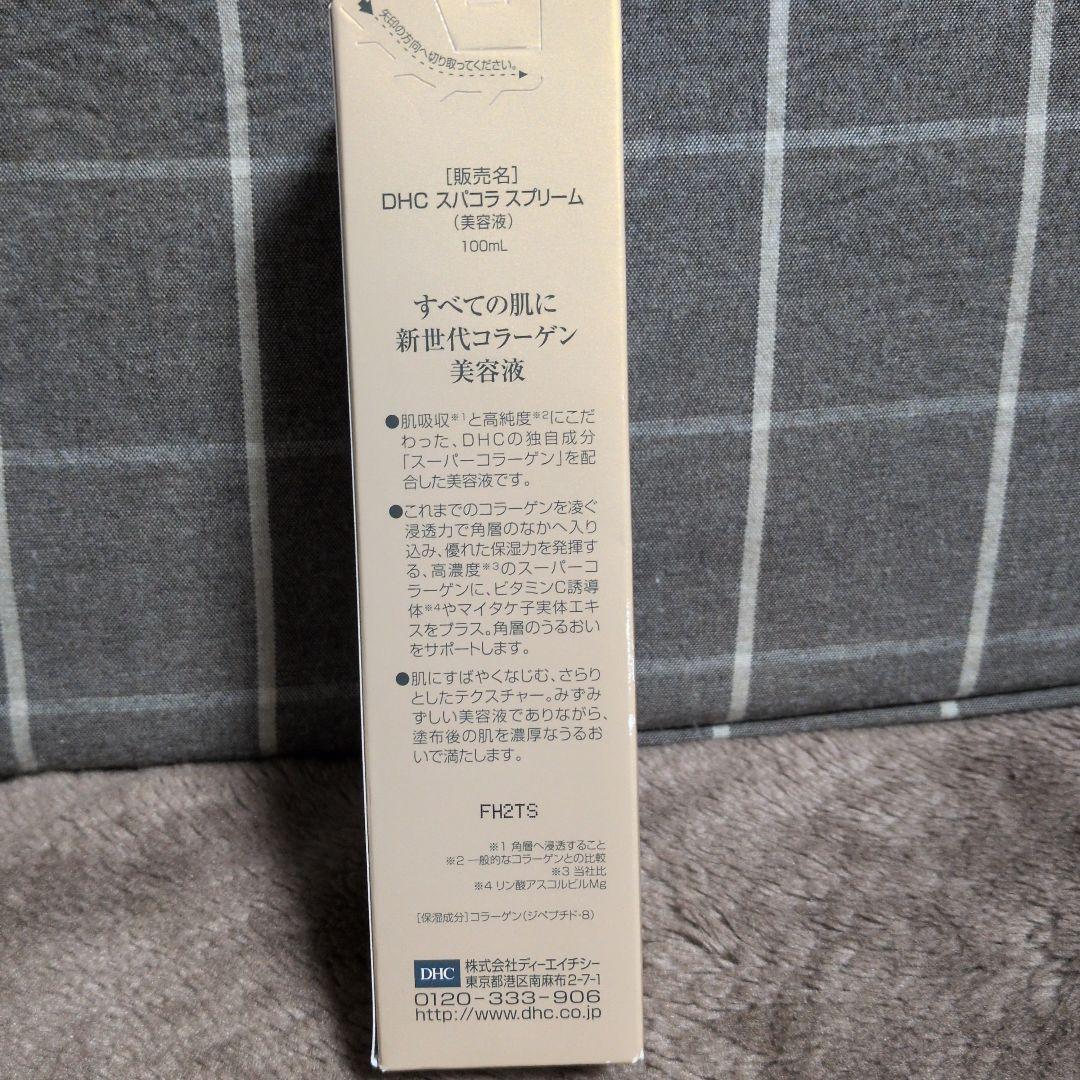 矢印の方向へ切り取ってください。
[販売名]
DHC スパコラ スプリーム
(美容液)
100mL
すべての肌に
新世代コラーゲン
美容液
●肌吸収※1と高純度※2にこだ
わった、DHCの独自成分
「スーパーコラーゲン」を配
合した美容液です。
●これまでのコラーゲンを凌ぐ
浸透力で角層のなかへ入り
込み、優れた保湿力を発揮す
る、高濃度※3のスーパーコ
ラーゲンに、ビタミンC誘導
体※4やマイタケ子実体エキ
スをプラス。角層のうるおい
をサポートします。
●肌にすばやくなじむ、さらり
としたテクスチャー。みずみ
ずしい美容液でありながら、
塗布後の肌を濃厚なうるお
いで満たします。
FH2TS
※1 角層へ浸透すること
※2 一般的なコラーゲンとの比較
※3 当社比
※4 リン酸アスコルビルMg
[保湿成分]コラーゲン(ジペプチド-8)
DHC 株式会社ディーエイチシー
東京都港区南麻布2-7-1
0120-333-906
http://www.dhc.co.jp